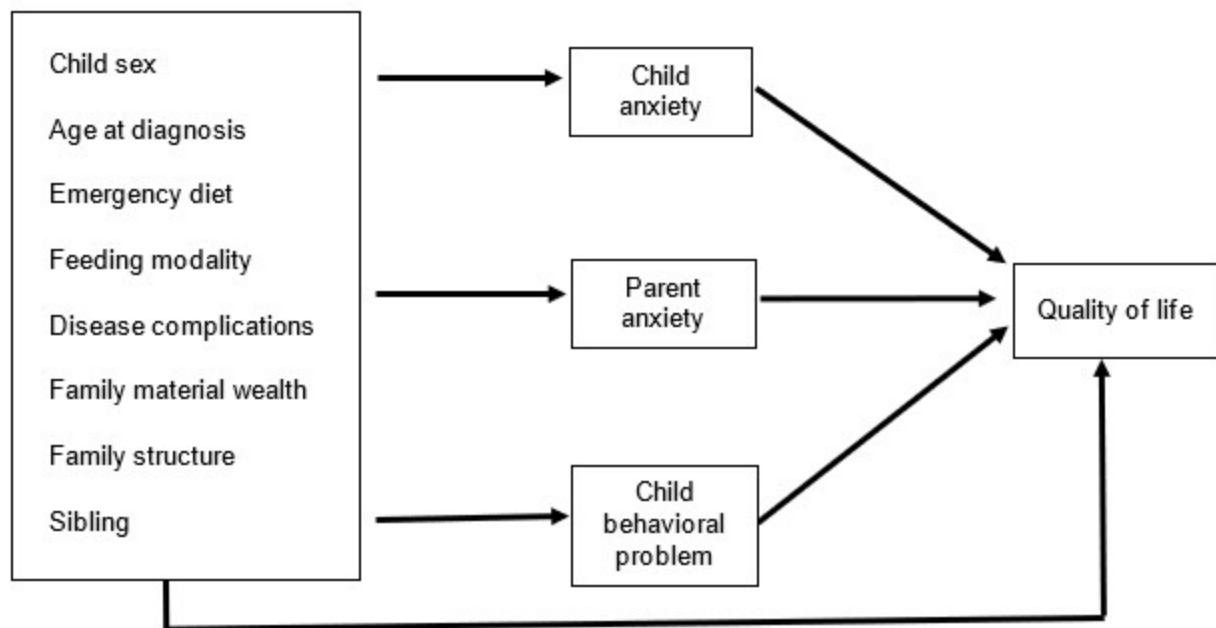 Child sex
Age at diagnosis
Emergency diet
Feeding modality
Disease complications
Family material wealth
Family structure
Sibling
Child
anxiety
Parent
anxiety
Child
behavioral
problem
Quality of life